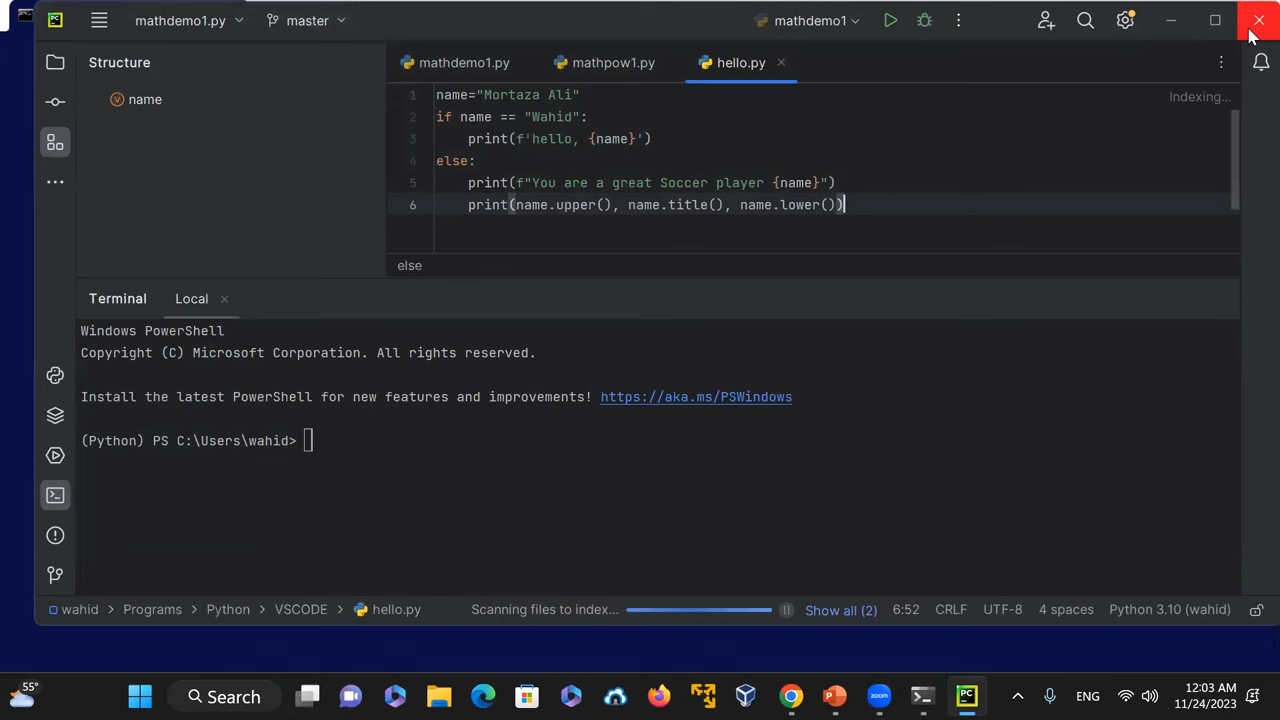 PC mathdemo1.py master mathdemo1
Structure
name
mathdemo1.py mathpow1.py hello.py
Indexing...
1 name="Mortaza Ali"
2 if name == "Wahid":
3 print(f'hello, {name}')
4 else:
5 print(f"You are a great Soccer player {name}")
6 print(name.upper(), name.title(), name.lower())
else
Terminal Local
Windows PowerShell
Copyright (C) Microsoft Corporation. All rights reserved.
Install the latest PowerShell for new features and improvements! https://aka.ms/PSWindows
(Python) PS C:\Users\wahid>
wahid > Programs > Python > VSCODE > hello.py Scanning files to index... Show all (2) 6:52 CRLF UTF-8 4 spaces Python 3.10 (wahid)
55° Search PC ENG 12:03 AM
11/24/2023